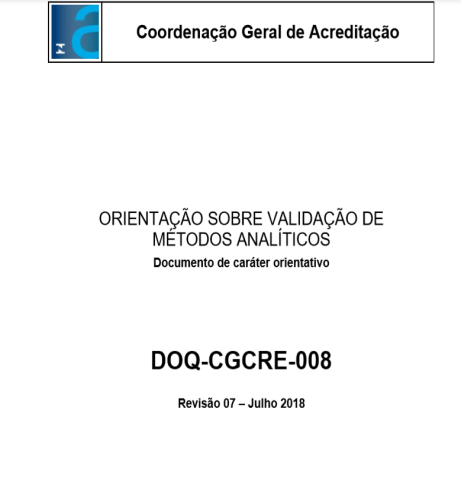 Coordenação Geral de Acreditação
ORIENTAÇÃO SOBRE VALIDAÇÃO DE
MÉTODOS ANALÍTICOS
Documento de caráter orientativo
DOQ-CGCRE-008
Revisão 07 – Julho 2018